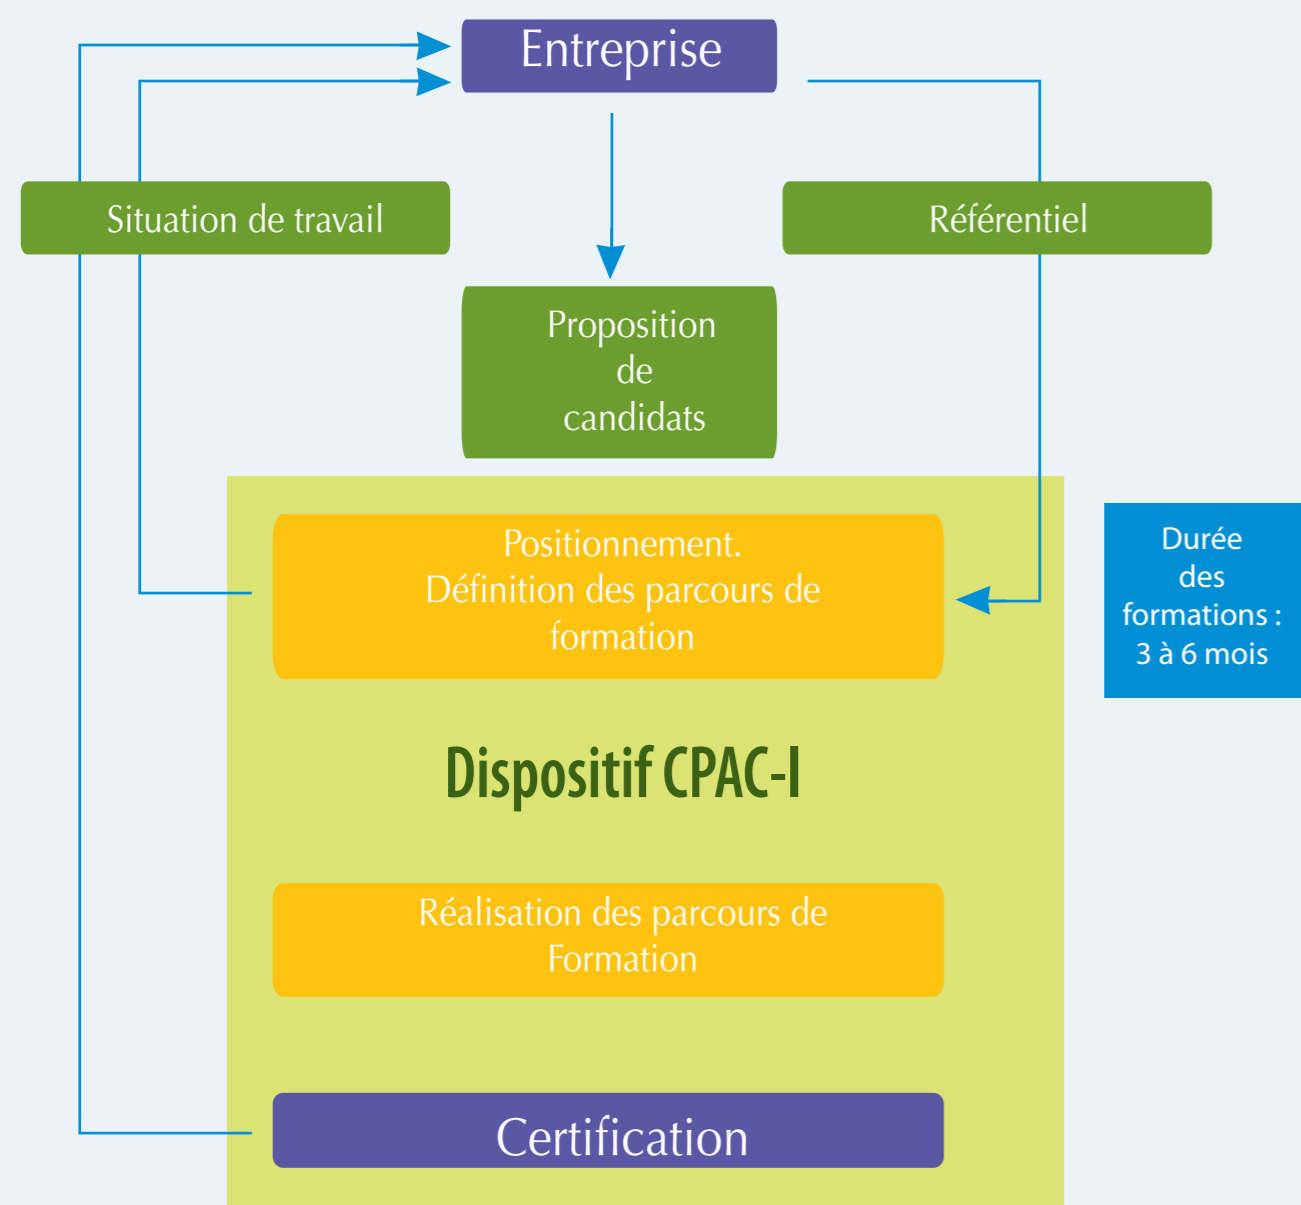 Entreprise
Situation de travail
Référentiel
Proposition
de
candidats
Positionnement.
Définition des parcours de
formation
Durée
des
formations :
3 à 6 mois
Dispositif CPAC-I
Réalisation des parcours de
Formation
Certification